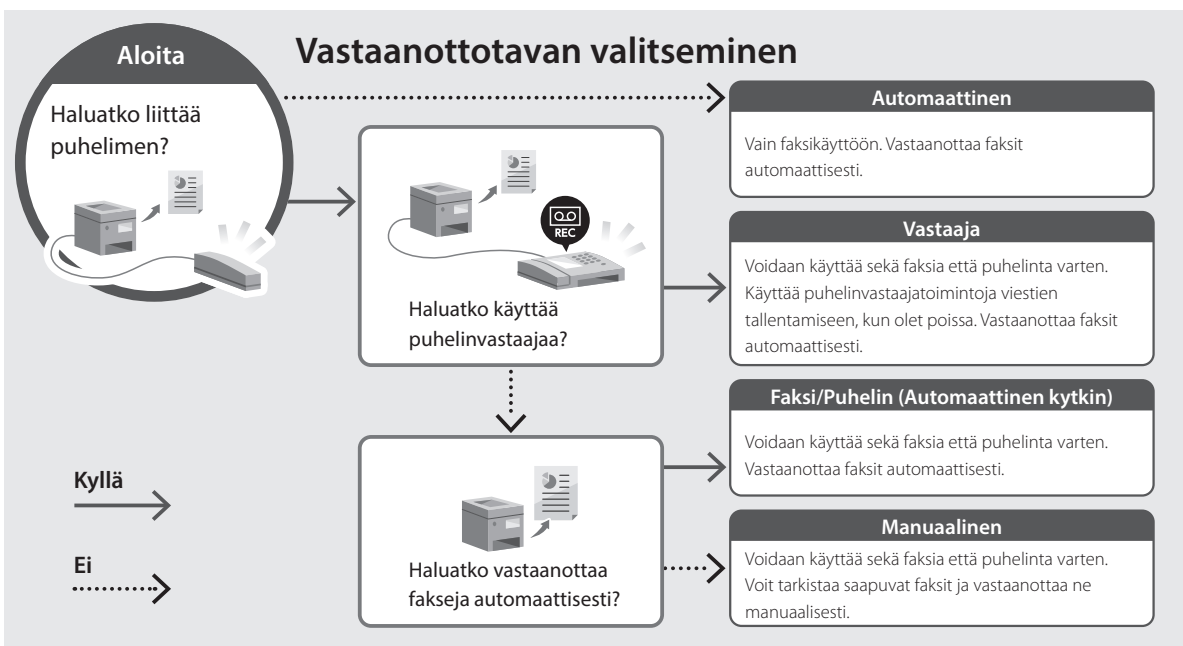 Vastaanottotavan valitseminen
Aloita
Haluatko liittää
puhelimen?
REC
Haluatko käyttää
puhelinvastaajaa?
Haluatko vastaanottaa
fakseja automaattisesti?
Automaattinen
Vain faksikäyttöön. Vastaanottaa faksit
automaattisesti.
Vastaaja
Voidaan käyttää sekä faksia että puhelinta varten.
Käyttää puhelinvastaajatoimintoja viestien
tallentamiseen, kun olet poissa. Vastaanottaa faksit
automaattisesti.
Faksi/Puhelin (Automaattinen kytkin)
Voidaan käyttää sekä faksia että puhelinta varten.
Vastaanottaa faksit automaattisesti.
Manuaalinen
Voidaan käyttää sekä faksia että puhelinta varten.
Voit tarkistaa saapuvat faksit ja vastaanottaa ne
manuaalisesti.
Kyllä
Ei